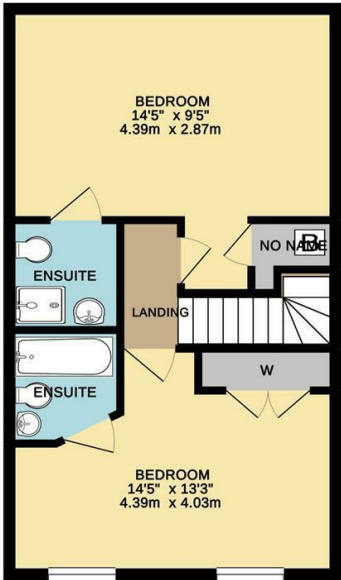 BEDROOM
14'5" x 9'5"
4.39m x 2.87m
B
NO NAME
ENSUITE
LANDING
W
ENSUITE
BEDROOM
14'5" x 13'3"
4.39m x 4.03m